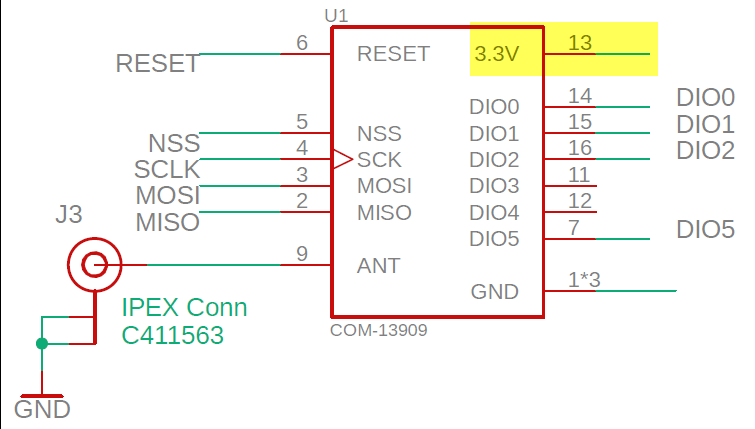 U1
6 RESET 3.3V 13
RESET
DIO0 14 DIO0
5 NSS DIO1 15 DIO1
NSS
4 SCK DIO2 16 DIO2
SCLK
3 MOSI DIO3 11
MOSI
2 MISO DIO4 12
MISO
J3
DIO5 7 DIO5
9 ANT
GND 1*3
IPEX Conn
C411563
COM-13909
GND